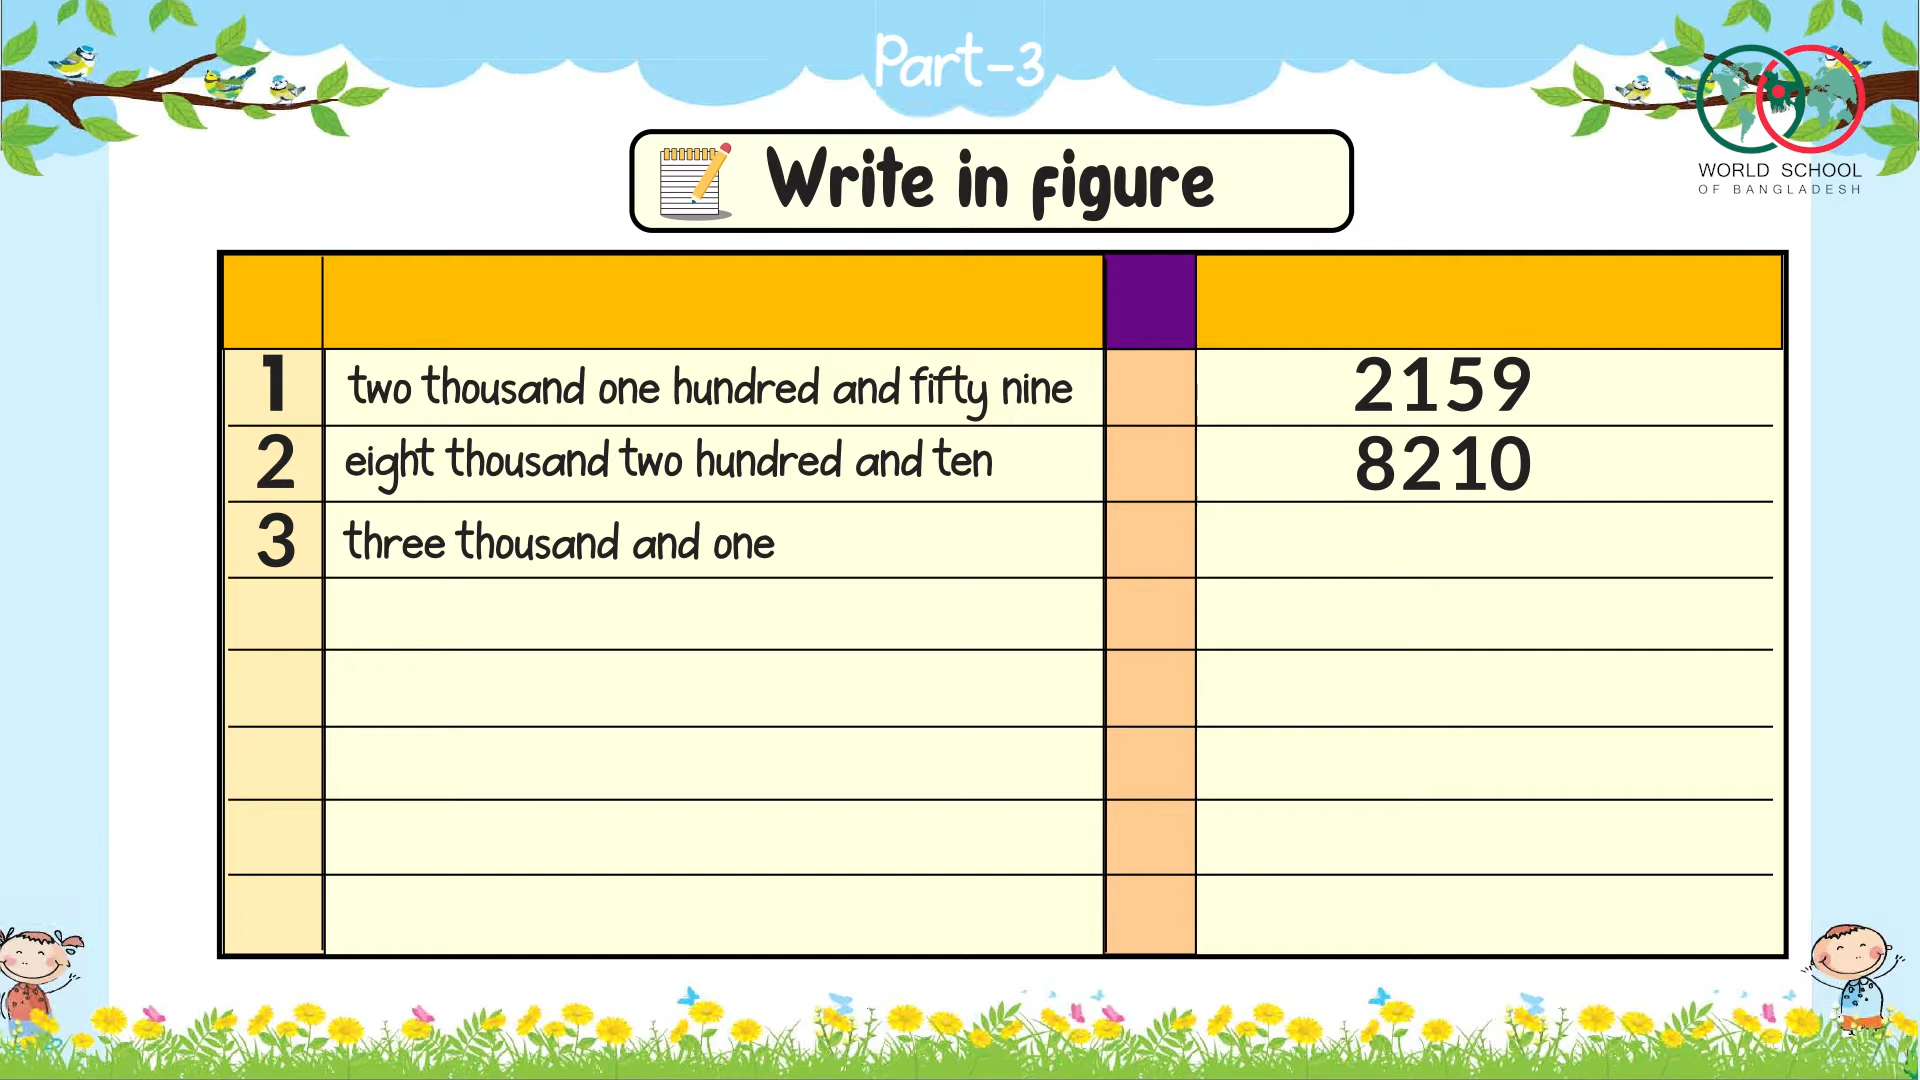 Part-3
WORLD SCHOOL
OF BANGLADESH
Write in figure
1 two thousand one hundred and fifty nine 2159
2 eight thousand two hundred and ten 8210
3 three thousand and one